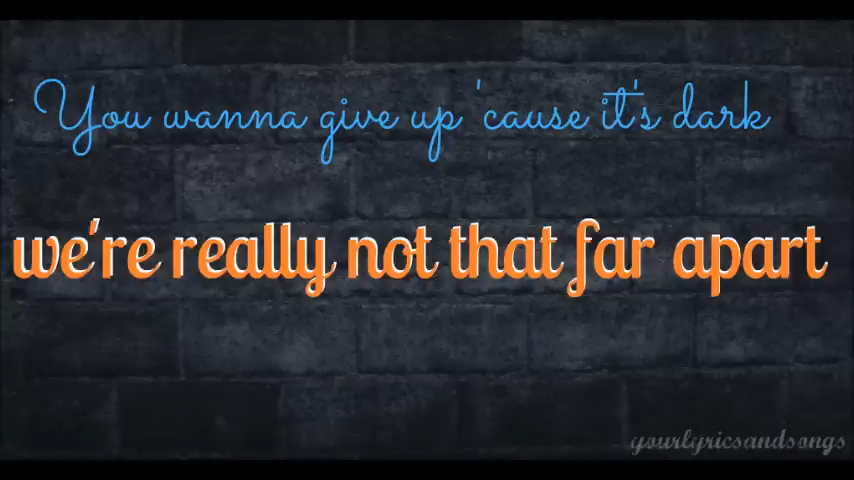 You wanna give up 'cause it's dark
we're really not that far apart
yourlyricsandsongs